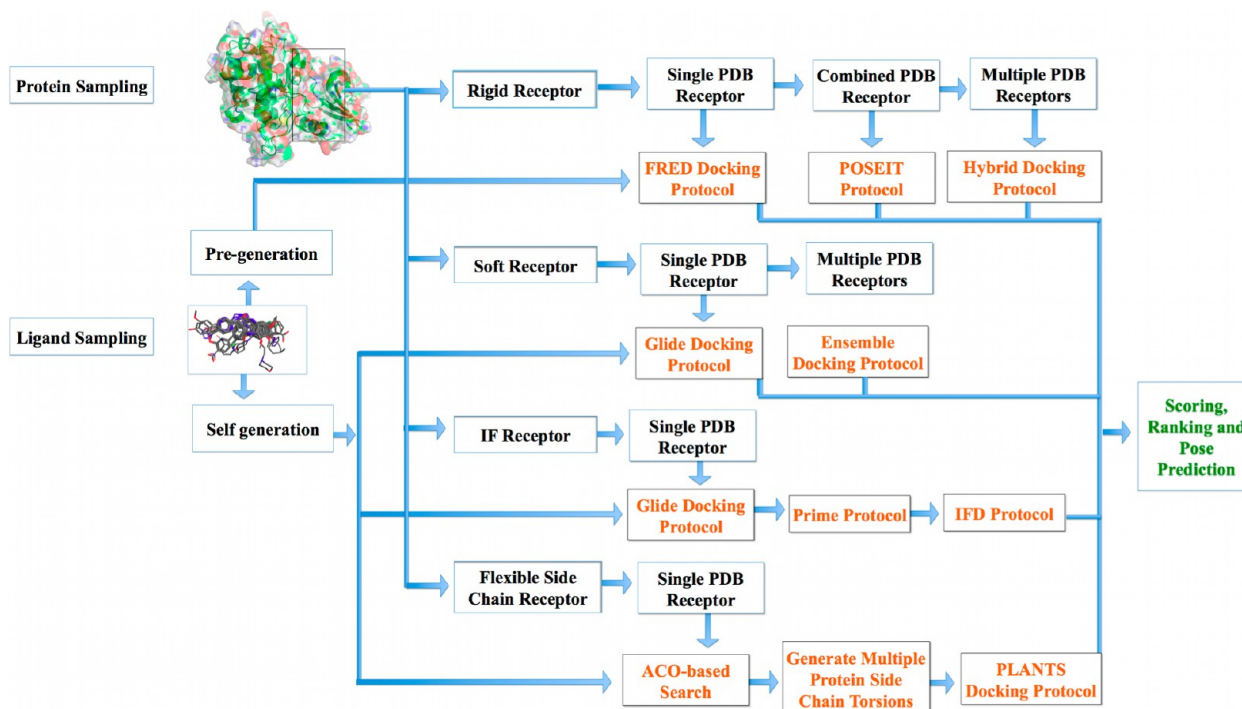 Protein Sampling
Rigid Receptor
Single PDB
Receptor
Combined PDB
Receptor
Multiple PDB
Receptors
FRED Docking
Protocol
POSEIT
Protocol
Hybrid Docking
Protocol
Pre-generation
Soft Receptor
Single PDB
Receptor
Multiple PDB
Receptors
Ligand Sampling
Glide Docking
Protocol
Ensemble
Docking Protocol
Self generation
IF Receptor
Single PDB
Receptor
Scoring,
Ranking and
Pose
Prediction
Glide Docking
Protocol
Prime Protocol
IFD Protocol
Flexible Side
Chain Receptor
Single PDB
Receptor
ACO-based
Search
Generate Multiple
Protein Side
Chain Torsions
PLANTS
Docking Protocol